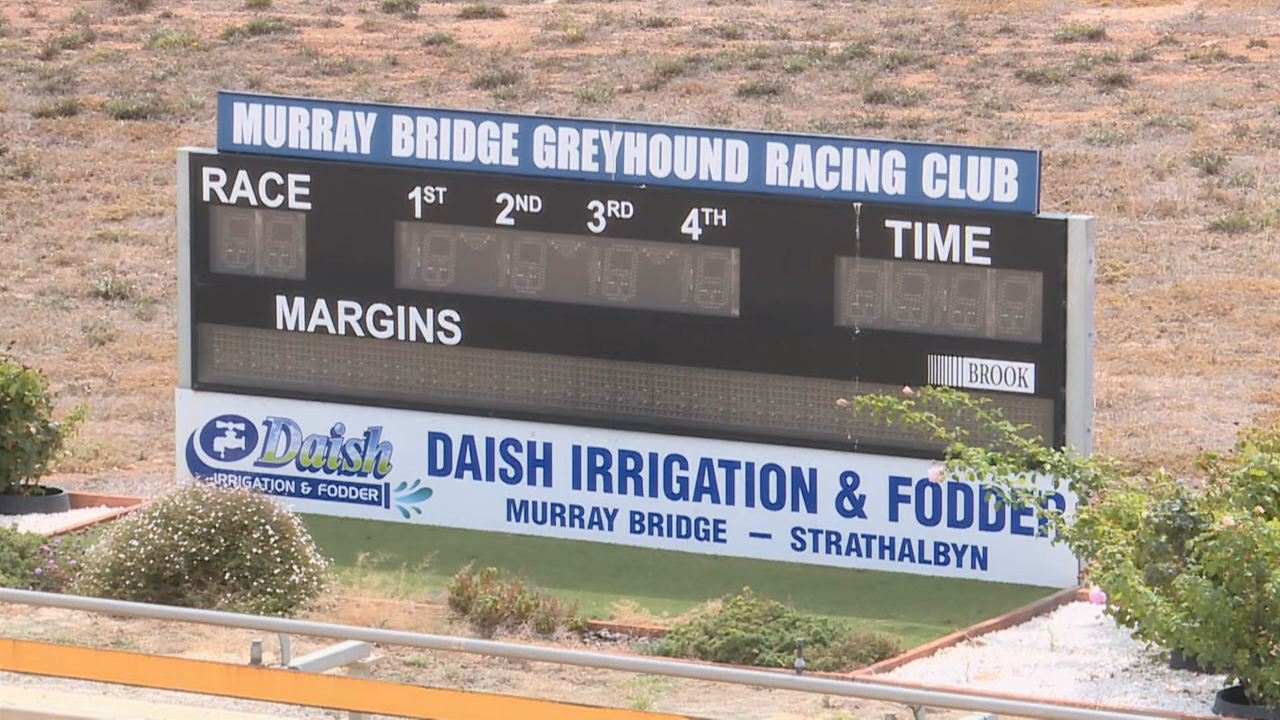 MURRAY BRIDGE GREYHOUND RACING CLUB
RACE 1ST 2ND 3RD 4TH TIME
MARGINS
BROOK
Daish
IRRIGATION & FODDER
DAISH IRRIGATION & FODDER
MURRAY BRIDGE – STRATHALBYN